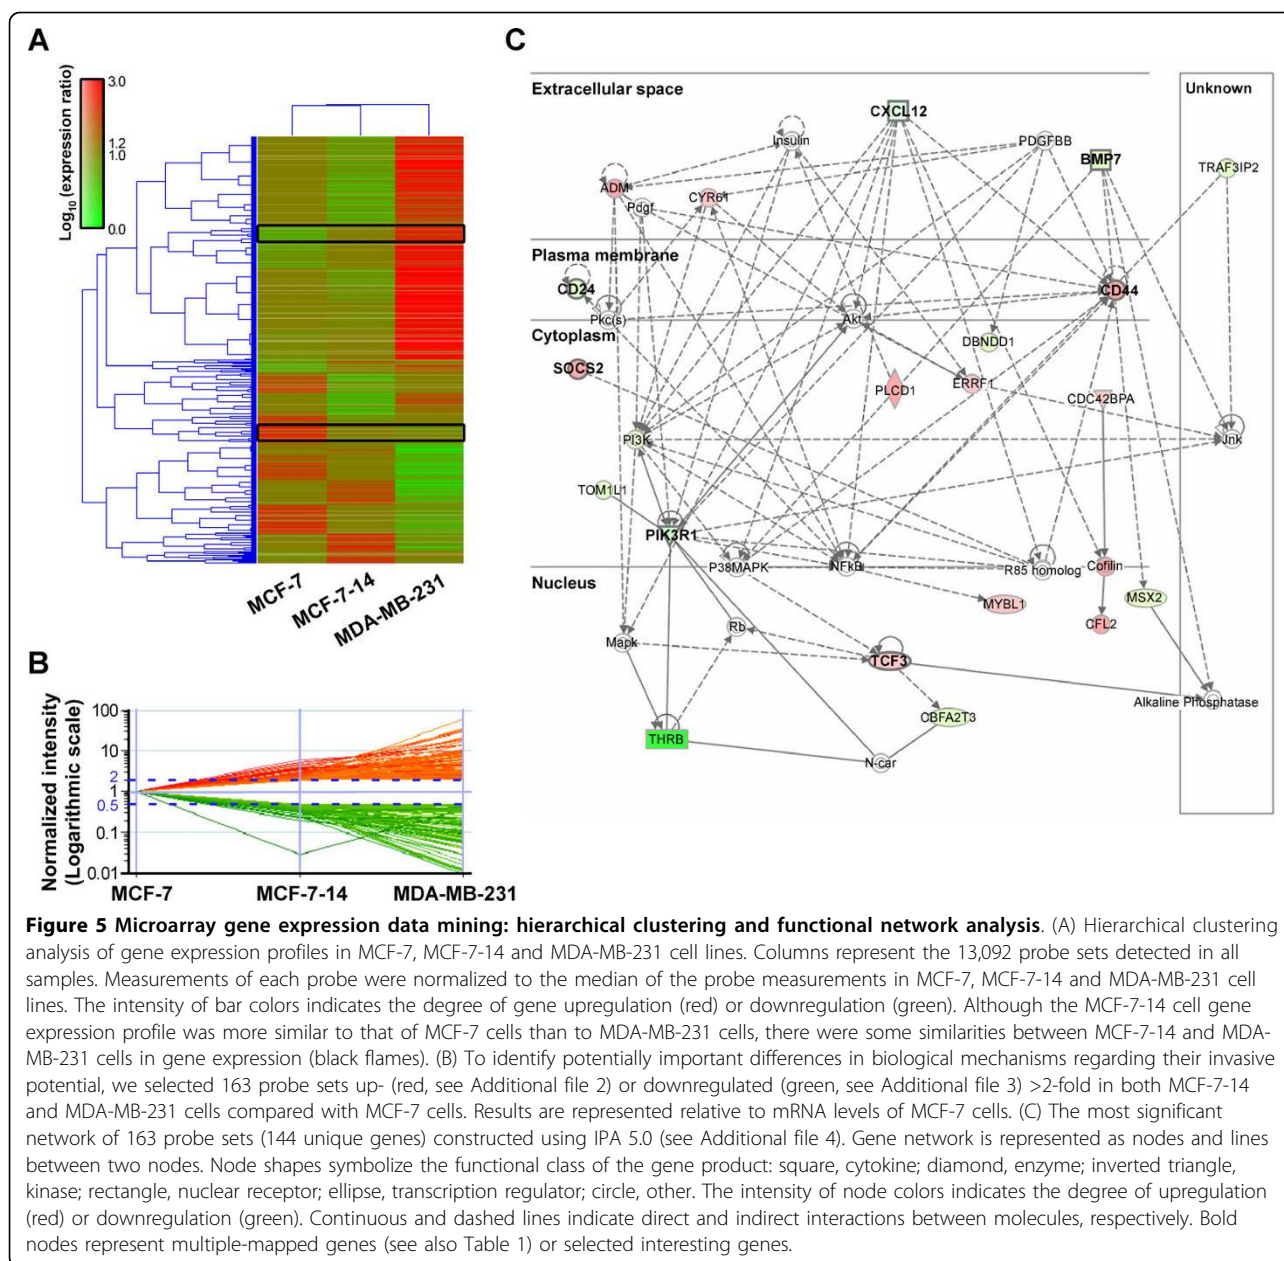 A
Log10 (expression ratio)
3.0
1.2
1.0
0.0
MCF-7
MCF-7-14
MDA-MB-231
B
Normalized intensity
(Logarithmic scale)
100
10
2
1
0.5
0.1
0.01
MCF-7
MCF-7-14
MDA-MB-231
C
Extracellular space
Unknown
CXCL12
Insulin
PDGFBB
BMP7
TRAF3IP2
ADM
CYR61
Pdgf
Plasma membrane
CD24
CD44
Pkc(s)
Akt
Cytoplasm
DBNDD1
SOCS2
PLCD1
ERRF1
CDC42BPA
PI3K
Jnk
TOM1L1
PIK3R1
P38MAPK
NFkB
R85 homolog
Cofilin
Nucleus
MYBL1
MSX2
CFL2
Rb
Mapk
TCF3
Alkaline Phosphatase
CBFA2T3
THRB
N-car
Figure 5 Microarray gene expression data mining: hierarchical clustering and functional network analysis. (A) Hierarchical clustering
analysis of gene expression profiles in MCF-7, MCF-7-14 and MDA-MB-231 cell lines. Columns represent the 13,092 probe sets detected in all
samples. Measurements of each probe were normalized to the median of the probe measurements in MCF-7, MCF-7-14 and MDA-MB-231 cell
lines. The intensity of bar colors indicates the degree of gene upregulation (red) or downregulation (green). Although the MCF-7-14 cell gene
expression profile was more similar to that of MCF-7 cells than to MDA-MB-231 cells, there were some similarities between MCF-7-14 and MDA-
MB-231 cells in gene expression (black flames). (B) To identify potentially important differences in biological mechanisms regarding their invasive
potential, we selected 163 probe sets up- (red, see Additional file 2) or downregulated (green, see Additional file 3) >2-fold in both MCF-7-14
and MDA-MB-231 cells compared with MCF-7 cells. Results are represented relative to mRNA levels of MCF-7 cells. (C) The most significant
network of 163 probe sets (144 unique genes) constructed using IPA 5.0 (see Additional file 4). Gene network is represented as nodes and lines
between two nodes. Node shapes symbolize the functional class of the gene product: square, cytokine; diamond, enzyme; inverted triangle,
kinase; rectangle, nuclear receptor; ellipse, transcription regulator; circle, other. The intensity of node colors indicates the degree of upregulation
(red) or downregulation (green). Continuous and dashed lines indicate direct and indirect interactions between molecules, respectively. Bold
nodes represent multiple-mapped genes (see also Table 1) or selected interesting genes.